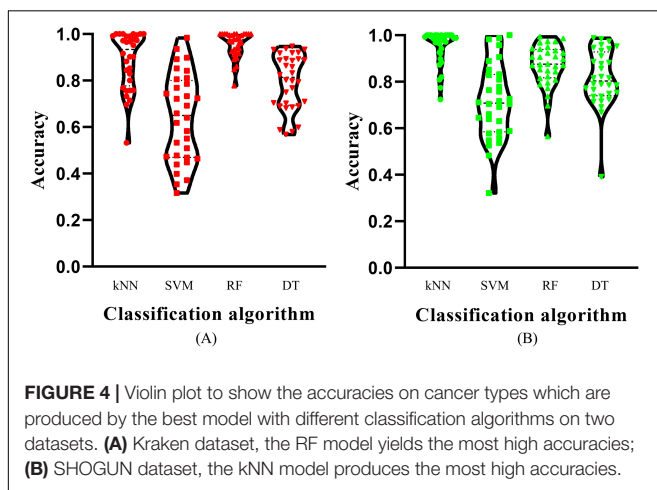 1.0
0.8
0.6
0.4
0.2
0.0
Accuracy
kNN SVM RF DT
Classification algorithm
(A)
1.0
0.8
0.6
0.4
0.2
0.0
Accuracy
kNN SVM RF DT
Classification algorithm
(B)
FIGURE 4 | Violin plot to show the accuracies on cancer types which are
produced by the best model with different classification algorithms on two
datasets. (A) Kraken dataset, the RF model yields the most high accuracies;
(B) SHOGUN dataset, the kNN model produces the most high accuracies.